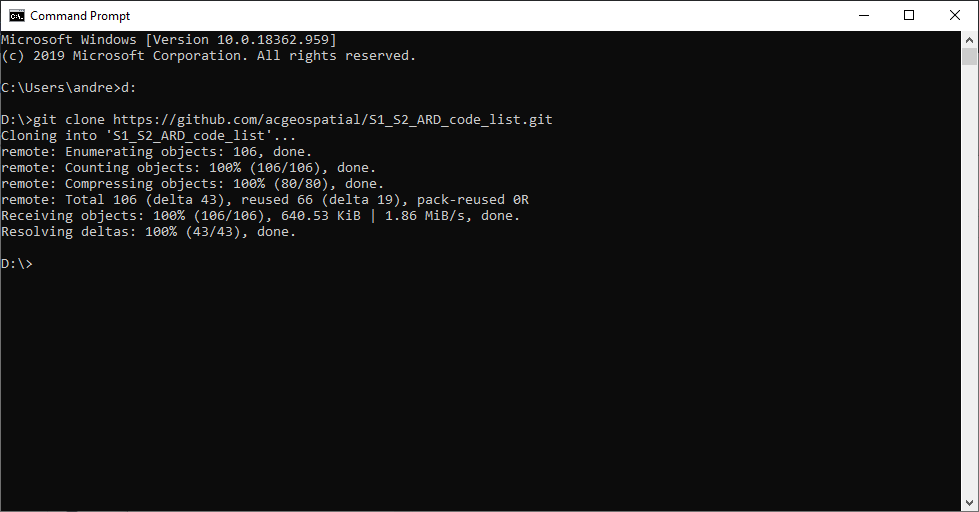 Command Prompt
Microsoft Windows [Version 10.0.18362.959]
(c) 2019 Microsoft Corporation. All rights reserved.
C:\Users\andre>d:
D:\>git clone https://github.com/acgeospatial/S1_S2_ARD_code_list.git
Cloning into 'S1_S2_ARD_code_list'...
remote: Enumerating objects: 106, done.
remote: Counting objects: 100% (106/106), done.
remote: Compressing objects: 100% (80/80), done.
remote: Total 106 (delta 43), reused 66 (delta 19), pack-reused 0R
Receiving objects: 100% (106/106), 640.53 KiB | 1.86 MiB/s, done.
Resolving deltas: 100% (43/43), done.
D:\>